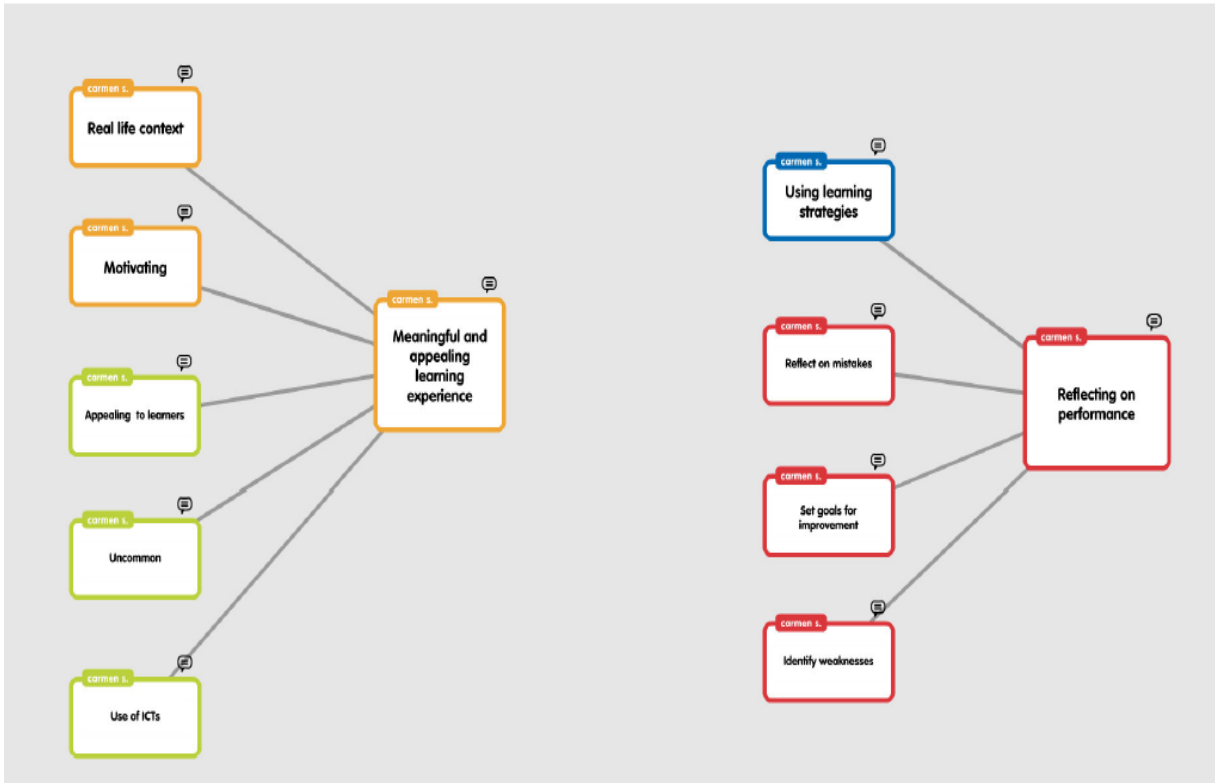 carmen s.
Real life context
carmen s.
Motivating
carmen s.
Appealing to learners
carmen s.
Uncommon
carmen s.
Use of ICTs
carmen s.
Meaningful and
appealing
learning
experience
carmen s.
Using learning
strategies
carmen s.
Reflect on mistakes
carmen s.
Set goals for
improvement
carmen s.
Identify weaknesses
carmen s.
Reflecting on
performance